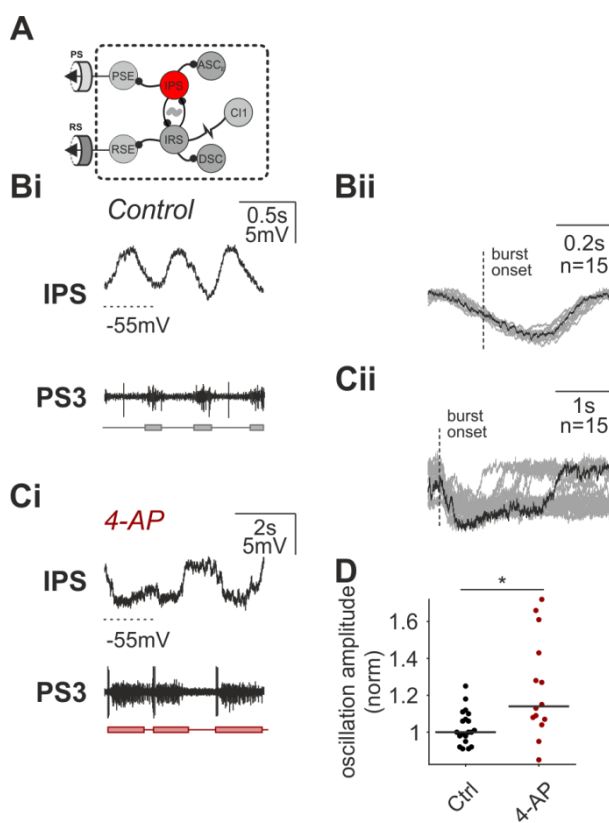 A
PS
PSE
IPS
ASCE
CI1
RS
RSE
IRS
DSC
Bi
Control
0.5s
5mV
IPS
-55mV
PS3
Bii
0.2s
n=15
burst
onset
Cii
1s
n=15
burst
onset
Ci
4-AP
2s
5mV
IPS
-55mV
PS3
D
*
oscillation amplitude
(norm)
1.6
1.4
1.2
1
Ctrl
4-AP